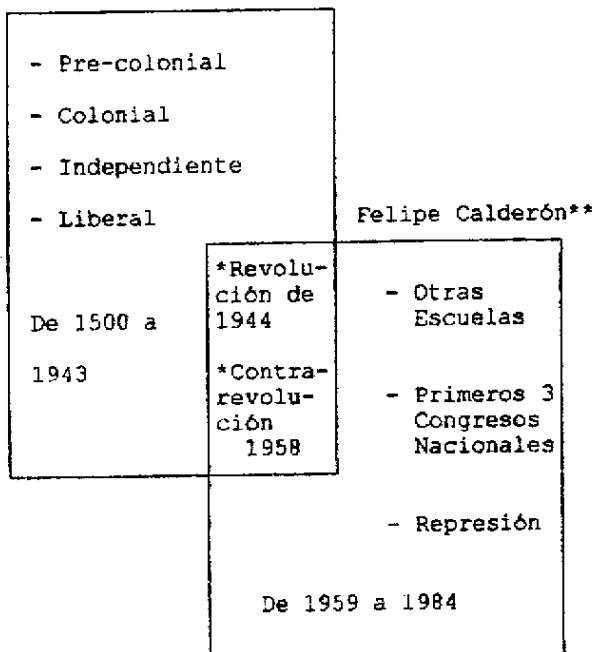 - Pre-colonial
- Colonial
- Independiente
- Liberal
De 1500 a
1943
Felipe Calderón**
*Revolu-
ción de
1944
*Contra-
revolu-
ción
1958
- Otras
Escuelas
- Primeros 3
Congresos
Nacionales
- Represión
De 1959 a 1984